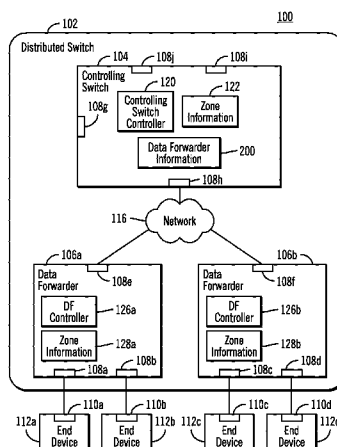 100
102
Distributed Switch
104
108j
108i
Controlling Switch
120
122
Controlling Switch Controller
Zone Information
108g
Data Forwarder Information
200
108h
116
Network
106a
106b
Data Forwarder
108e
Data Forwarder
108f
DF Controller
126a
DF Controller
126b
Zone Information
128a
Zone Information
128b
108a
108b
108c
108d
110a
110b
110c
110d
112a
End Device
End Device
112b
112c
End Device
End Device